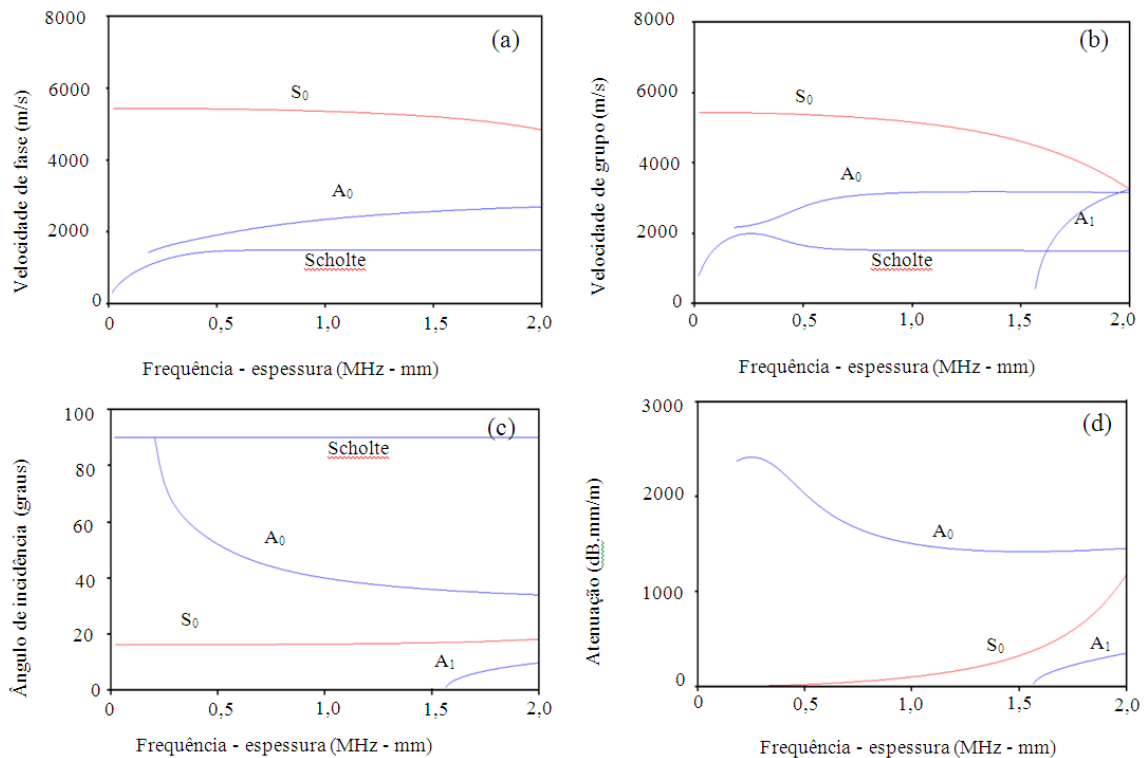 (a)
Velocidade de fase (m/s)
8000
6000
4000
2000
0
S0
A0
Scholte
0
0,5
1,0
1,5
2,0
Frequência - espessura (MHz - mm)
(b)
Velocidade de grupo (m/s)
8000
6000
4000
2000
0
S0
A0
A1
Scholte
0
0,5
1,0
1,5
2,0
Frequência - espessura (MHz - mm)
(c)
Ângulo de incidência (graus)
100
80
60
40
20
0
Scholte
A0
S0
A1
0
0,5
1,0
1,5
2,0
Frequência - espessura (MHz - mm)
(d)
Atenuação (dB.mm/m)
3000
2000
1000
0
A0
S0
A1
0
0,5
1,0
1,5
2,0
Frequência - espessura (MHz - mm)